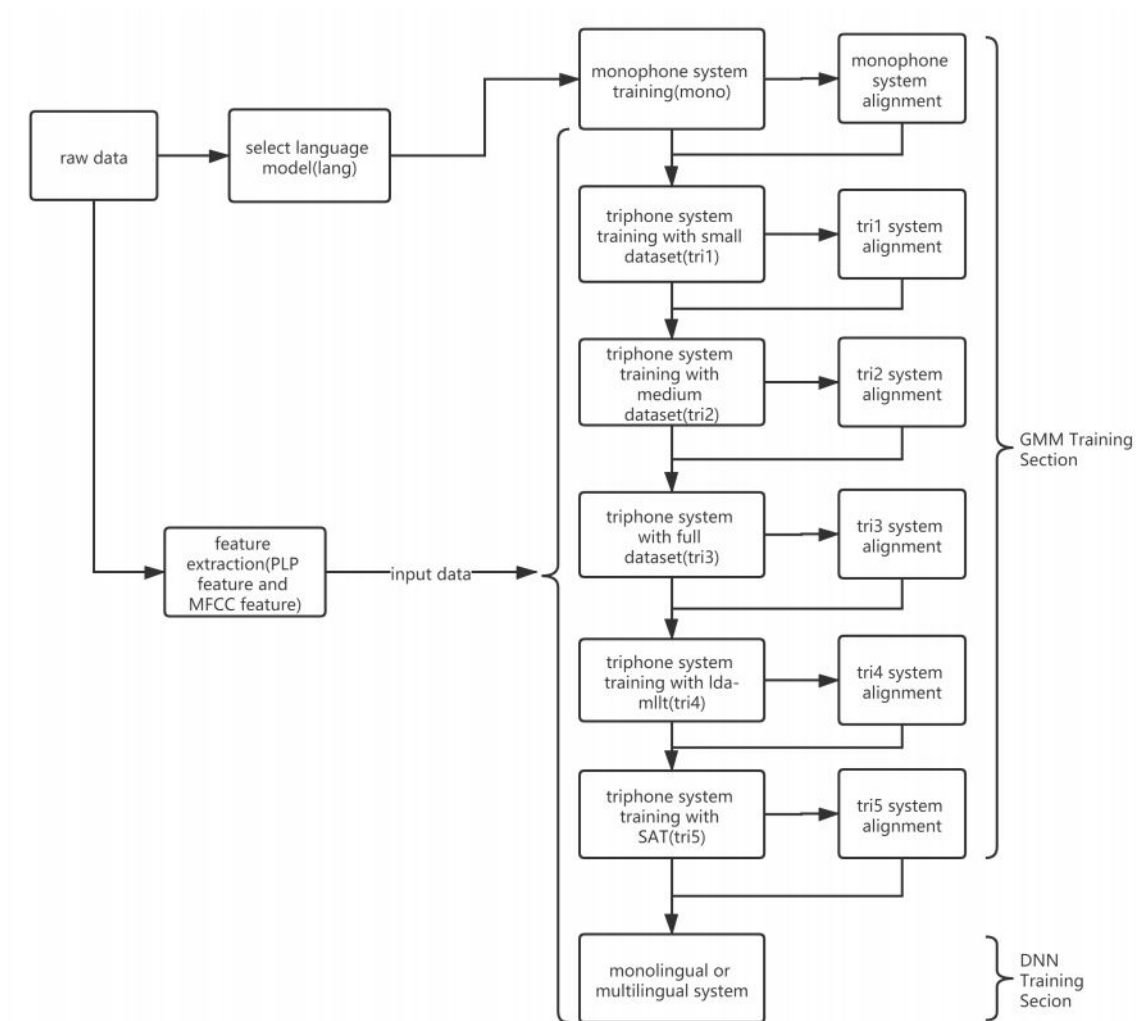 monophone system
training(mono)
monophone
system
alignment
raw data
select language
model(lang)
triphone system
training with small
dataset(tri1)
tri1 system
alignment
triphone system
training with
medium
dataset(tri2)
tri2 system
alignment
GMM Training
Section
triphone system
with full
dataset(tri3)
tri3 system
alignment
feature
extraction(PLP
feature and
MFCC feature)
input data
triphone system
training with lda-
mllt(tri4)
tri4 system
alignment
triphone system
training with
SAT(tri5)
tri5 system
alignment
monolingual or
multilingual system
DNN
Training
Secion